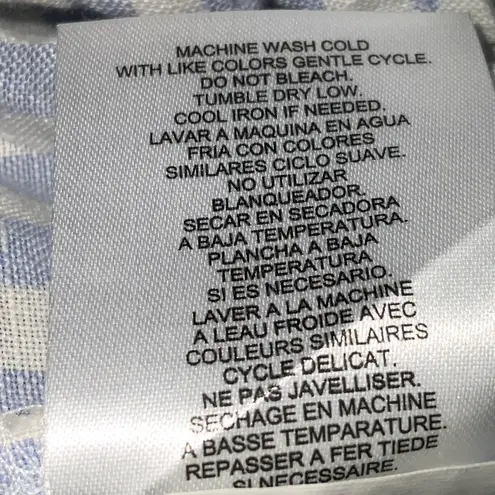 MACHINE WASH COLD
WITH LIKE COLORS GENTLE CYCLE.
DO NOT BLEACH.
TUMBLE DRY LOW.
COOL IRON IF NEEDED.
LAVAR A MAQUINA EN AGUA
FRIA CON COLORES
SIMILARES CICLO SUAVE.
NO UTILIZAR
BLANQUEADOR.
SECAR EN SECADORA
A BAJA TEMPERATURA.
PLANCHA A BAJA
TEMPERATURA
SI ES NECESARIO.
LAVER A LA MACHINE
A LEAU FROIDE AVEC
COULEURS SIMILAIRES
CYCLE DELICAT.
NE PAS JAVELLISER.
SECHAGE EN MACHINE
A BASSE TEMPARATURE.
REPASSER A FER TIEDE
SI NECESSAIRE.